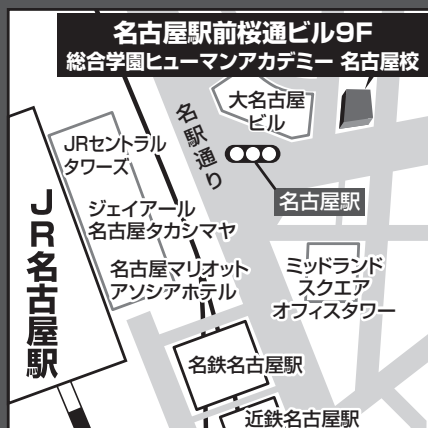 名古屋駅前桜通ビル9F
総合学園ヒューマンアカデミー 名古屋校
大名古屋
ビル
名駅通り
JRセントラル
タワーズ
名古屋駅
ジェイアール
名古屋タカシマヤ
JR名古屋駅
名古屋マリオット
アソシアホテル
ミッドランド
スクエア
オフィスタワー
名鉄名古屋駅
近鉄名古屋駅